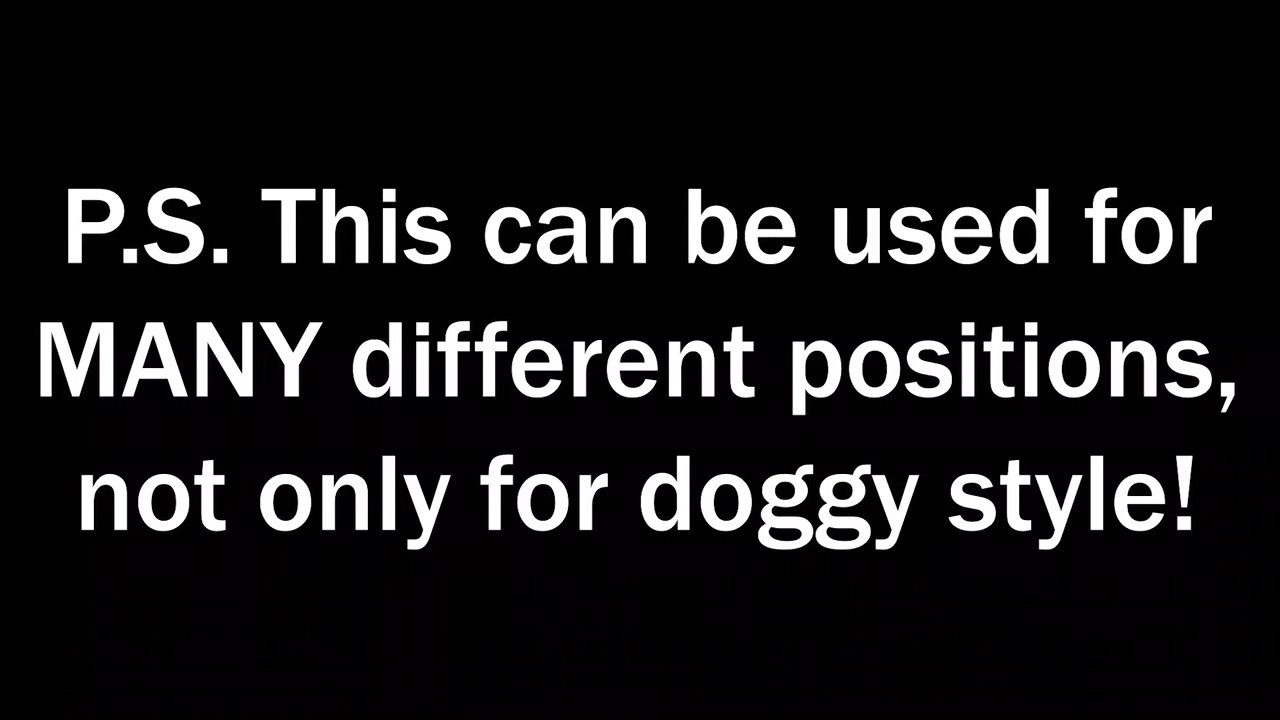 P.S. This can be used for
MANY different positions,
not only for doggy style!